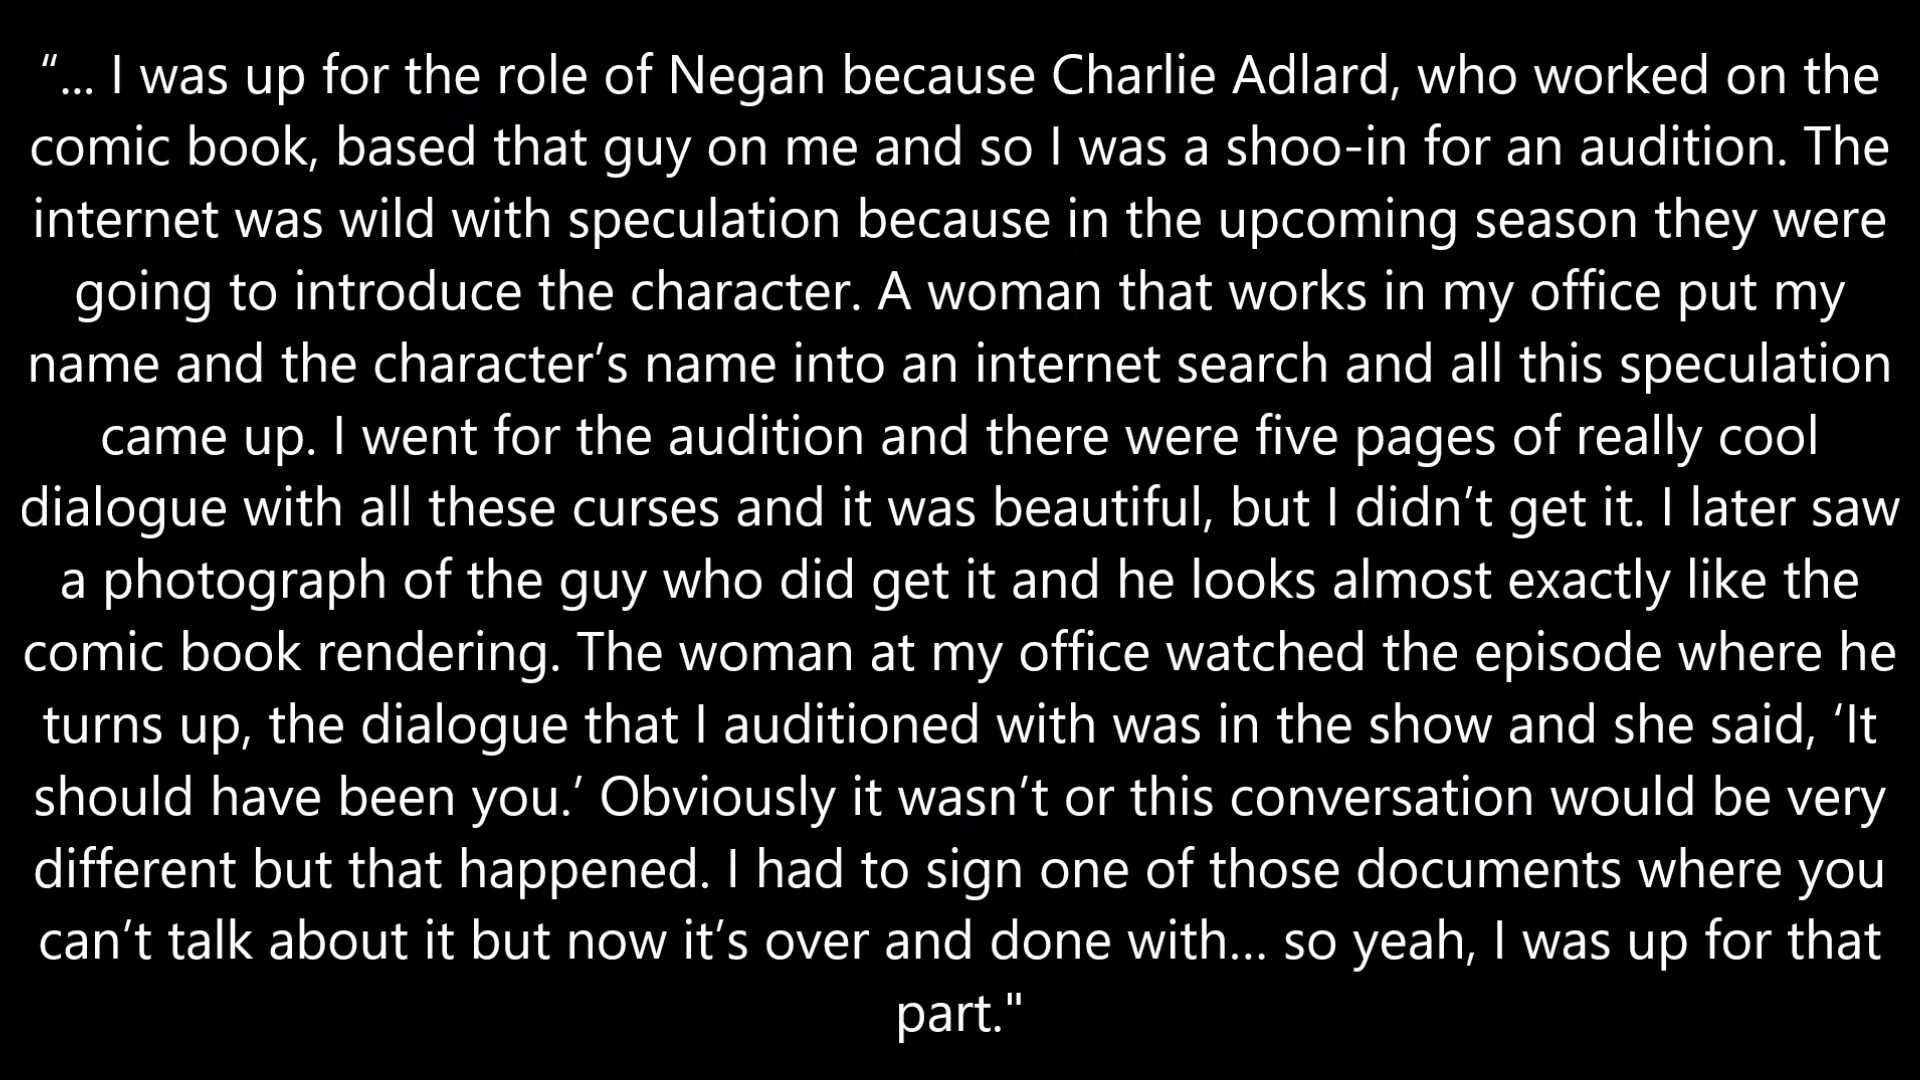 “... I was up for the role of Negan because Charlie Adlard, who worked on the
comic book, based that guy on me and so I was a shoo-in for an audition. The
internet was wild with speculation because in the upcoming season they were
going to introduce the character. A woman that works in my office put my
name and the character’s name into an internet search and all this speculation
came up. I went for the audition and there were five pages of really cool
dialogue with all these curses and it was beautiful, but I didn’t get it. I later saw
a photograph of the guy who did get it and he looks almost exactly like the
comic book rendering. The woman at my office watched the episode where he
turns up, the dialogue that I auditioned with was in the show and she said, ‘It
should have been you.’ Obviously it wasn’t or this conversation would be very
different but that happened. I had to sign one of those documents where you
can’t talk about it but now it’s over and done with... so yeah, I was up for that
part."